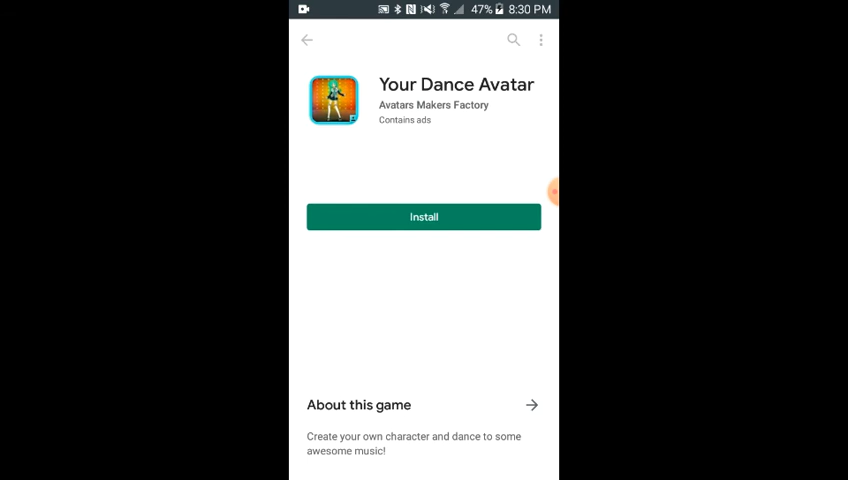 47% 8:30 PM
Your Dance Avatar
Avatars Makers Factory
Contains ads
Install
About this game
Create your own character and dance to some
awesome music!